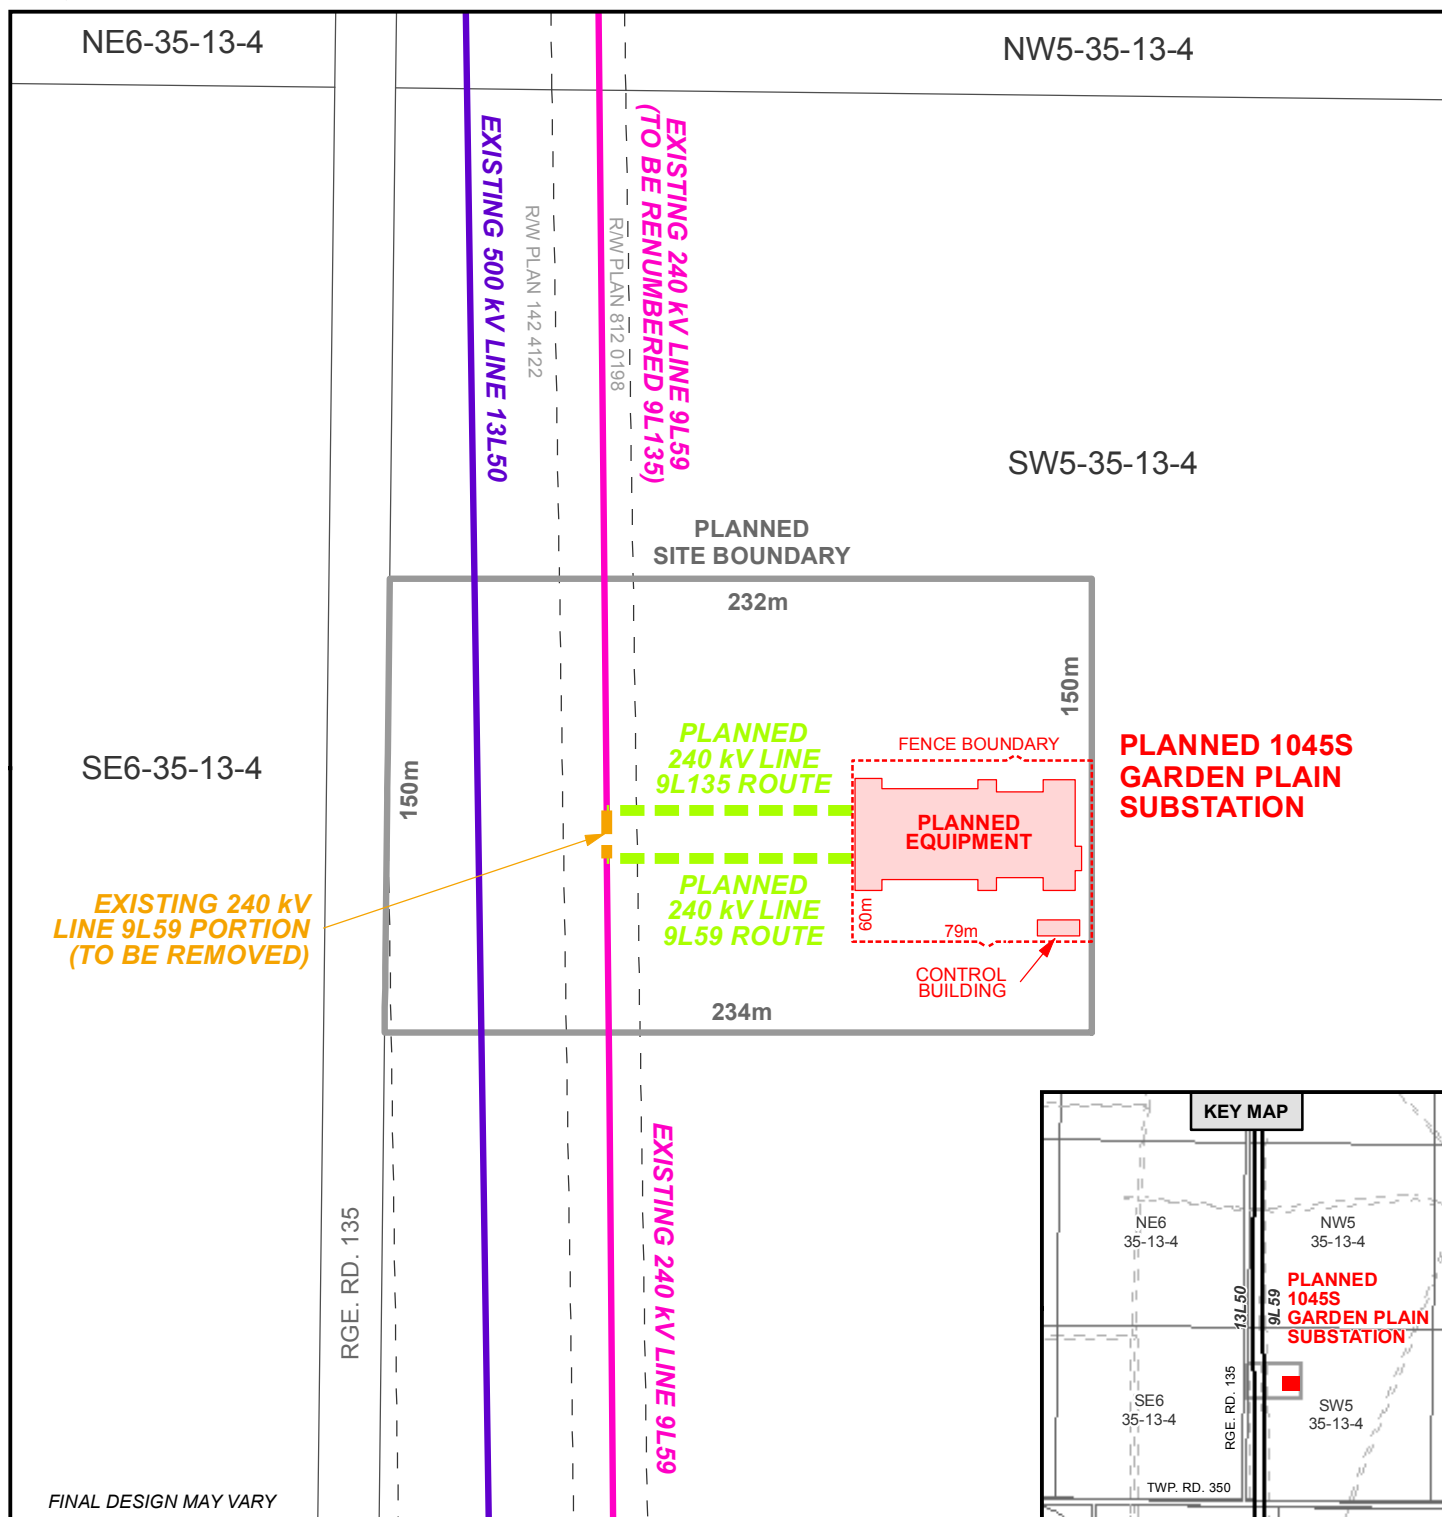 NE6-35-13-4
NW5-35-13-4
EXISTING 500 kV LINE 13L50
R/W PLAN 142 4122
R/W PLAN 812 0198
EXISTING 240 kV LINE 9L59
(TO BE RENUMBERED 9L135)
SW5-35-13-4
PLANNED
SITE BOUNDARY
232m
150m
150m
SE6-35-13-4
PLANNED
240 kV LINE
9L135 ROUTE
FENCE BOUNDARY
PLANNED
EQUIPMENT
PLANNED 1045S
GARDEN PLAIN
SUBSTATION
EXISTING 240 kV
LINE 9L59 PORTION
(TO BE REMOVED)
PLANNED
240 kV LINE
9L59 ROUTE
60m
79m
CONTROL
BUILDING
234m
EXISTING 240 kV LINE 9L59
RGE. RD. 135
FINAL DESIGN MAY VARY
KEY MAP
NE6
35-13-4
NW5
35-13-4
13L50
9L59
PLANNED
1045S
GARDEN PLAIN
SUBSTATION
RGE. RD. 135
SE6
35-13-4
SW5
35-13-4
TWP. RD. 350